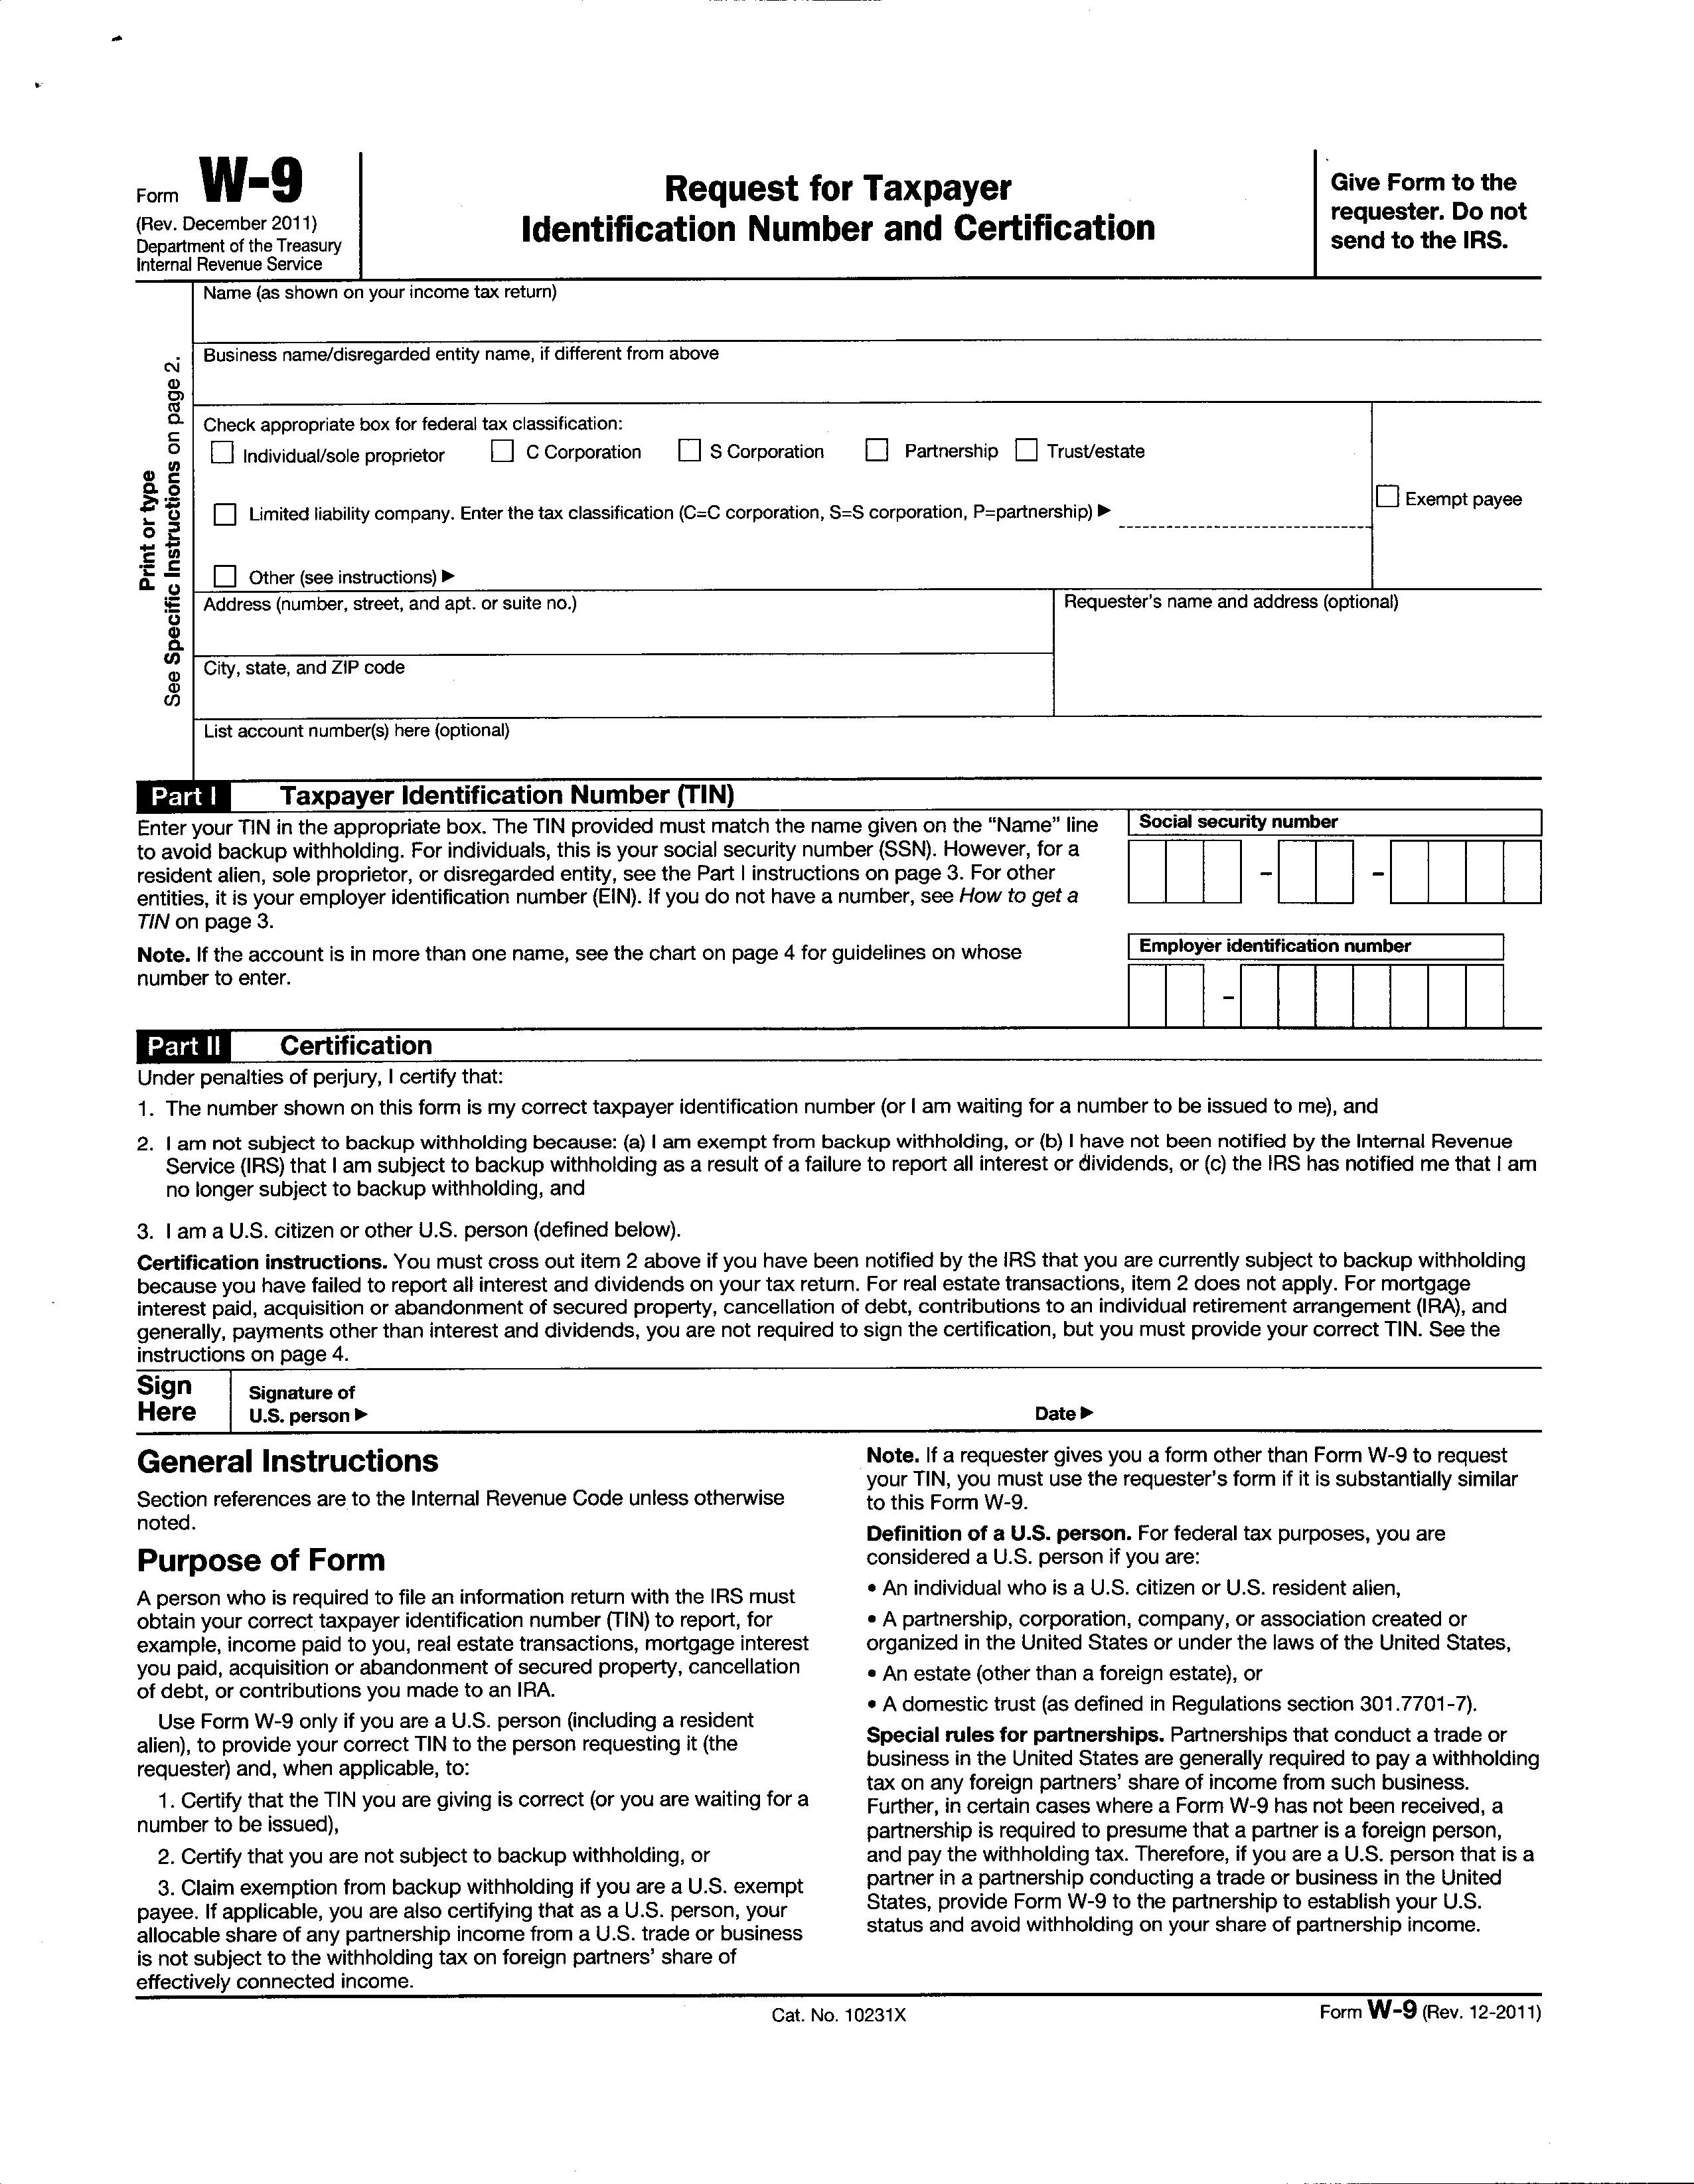 Form W-9
(Rev. December 2011)
Department of the Treasury
Internal Revenue Service
Request for Taxpayer
Identification Number and Certification
Give Form to the
requester. Do not
send to the IRS.
Print or type
See Specific Instructions on page 2.
Name (as shown on your income tax return)
Business name/disregarded entity name, if different from above
Check appropriate box for federal tax classification:
Individual/sole proprietor C Corporation S Corporation Partnership Trust/estate
Limited liability company. Enter the tax classification (C=C corporation, S=S corporation, P=partnership) ▶
Exempt payee
Other (see instructions) ▶
Address (number, street, and apt. or suite no.)
Requester's name and address (optional)
City, state, and ZIP code
List account number(s) here (optional)
Part I Taxpayer Identification Number (TIN)
Enter your TIN in the appropriate box. The TIN provided must match the name given on the “Name” line
to avoid backup withholding. For individuals, this is your social security number (SSN). However, for a
resident alien, sole proprietor, or disregarded entity, see the Part I instructions on page 3. For other
entities, it is your employer identification number (EIN). If you do not have a number, see How to get a
TIN on page 3.
Note. If the account is in more than one name, see the chart on page 4 for guidelines on whose
number to enter.
Social security number
– –
Employer identification number
–
Part II Certification
Under penalties of perjury, I certify that:
1. The number shown on this form is my correct taxpayer identification number (or I am waiting for a number to be issued to me), and
2. I am not subject to backup withholding because: (a) I am exempt from backup withholding, or (b) I have not been notified by the Internal Revenue
Service (IRS) that I am subject to backup withholding as a result of a failure to report all interest or dividends, or (c) the IRS has notified me that I am
no longer subject to backup withholding, and
3. I am a U.S. citizen or other U.S. person (defined below).
Certification instructions. You must cross out item 2 above if you have been notified by the IRS that you are currently subject to backup withholding
because you have failed to report all interest and dividends on your tax return. For real estate transactions, item 2 does not apply. For mortgage
interest paid, acquisition or abandonment of secured property, cancellation of debt, contributions to an individual retirement arrangement (IRA), and
generally, payments other than interest and dividends, you are not required to sign the certification, but you must provide your correct TIN. See the
instructions on page 4.
Sign
Here
Signature of
U.S. person ▶
Date ▶
General Instructions
Section references are to the Internal Revenue Code unless otherwise
noted.
Purpose of Form
A person who is required to file an information return with the IRS must
obtain your correct taxpayer identification number (TIN) to report, for
example, income paid to you, real estate transactions, mortgage interest
you paid, acquisition or abandonment of secured property, cancellation
of debt, or contributions you made to an IRA.
Use Form W-9 only if you are a U.S. person (including a resident
alien), to provide your correct TIN to the person requesting it (the
requester) and, when applicable, to:
1. Certify that the TIN you are giving is correct (or you are waiting for a
number to be issued),
2. Certify that you are not subject to backup withholding, or
3. Claim exemption from backup withholding if you are a U.S. exempt
payee. If applicable, you are also certifying that as a U.S. person, your
allocable share of any partnership income from a U.S. trade or business
is not subject to the withholding tax on foreign partners' share of
effectively connected income.
Note. If a requester gives you a form other than Form W-9 to request
your TIN, you must use the requester's form if it is substantially similar
to this Form W-9.
Definition of a U.S. person. For federal tax purposes, you are
considered a U.S. person if you are:
• An individual who is a U.S. citizen or U.S. resident alien,
• A partnership, corporation, company, or association created or
organized in the United States or under the laws of the United States,
• An estate (other than a foreign estate), or
• A domestic trust (as defined in Regulations section 301.7701-7).
Special rules for partnerships. Partnerships that conduct a trade or
business in the United States are generally required to pay a withholding
tax on any foreign partners' share of income from such business.
Further, in certain cases where a Form W-9 has not been received, a
partnership is required to presume that a partner is a foreign person,
and pay the withholding tax. Therefore, if you are a U.S. person that is a
partner in a partnership conducting a trade or business in the United
States, provide Form W-9 to the partnership to establish your U.S.
status and avoid withholding on your share of partnership income.
Cat. No. 10231X
Form W-9 (Rev. 12-2011)